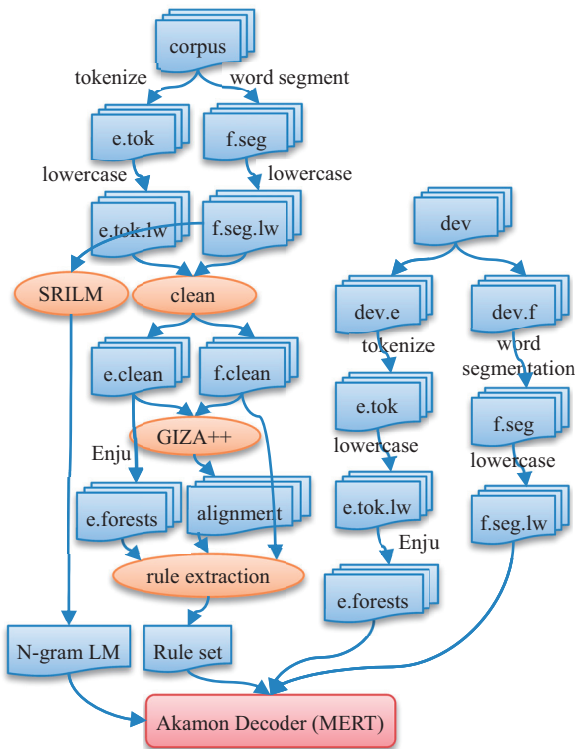 corpus
tokenize
word segment
e.tok
f.seg
lowercase
lowercase
e.tok.lw
f.seg.lw
dev
SRILM
clean
dev.e
dev.f
tokenize
word
segmentation
e.clean
f.clean
e.tok
f.seg
GIZA++
lowercase
lowercase
Enju
e.forests
alignment
e.tok.lw
f.seg.lw
Enju
rule extraction
e.forests
N-gram LM
Rule set
Akamon Decoder (MERT)